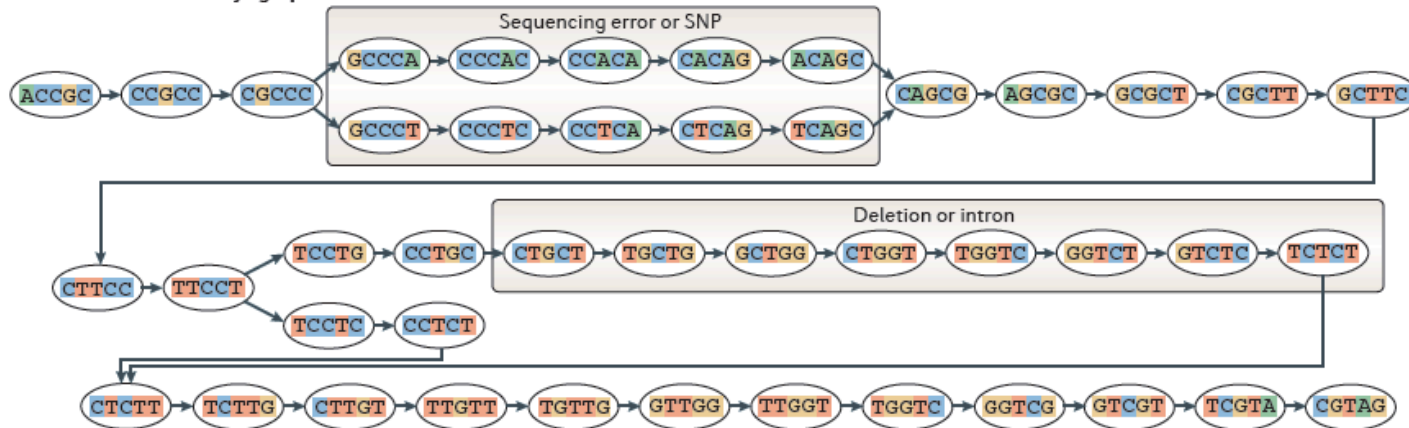 Sequencing error or SNP
GCCCA CCCAC CCACA CACAG ACAGC
ACCGC CCGCC CGCCC CAGCG AGCGC GCGCT CGCTT GCTTC
GCCCT CCCTC CCTCA CTCAG TCAGC
Deletion or intron
TCCTG CCTGC CTGCT TGCTG GCTGG CTGGT TGGTC GGTCT GTCTC TCTCT
CTTCC TTCCT
TCCTC CCTCT
CTCTT TCTTG CTTGT TTGTT TGTTG GTTGG TTGGT TGGTC GGTCG GTCGT TCGTA CGTAG